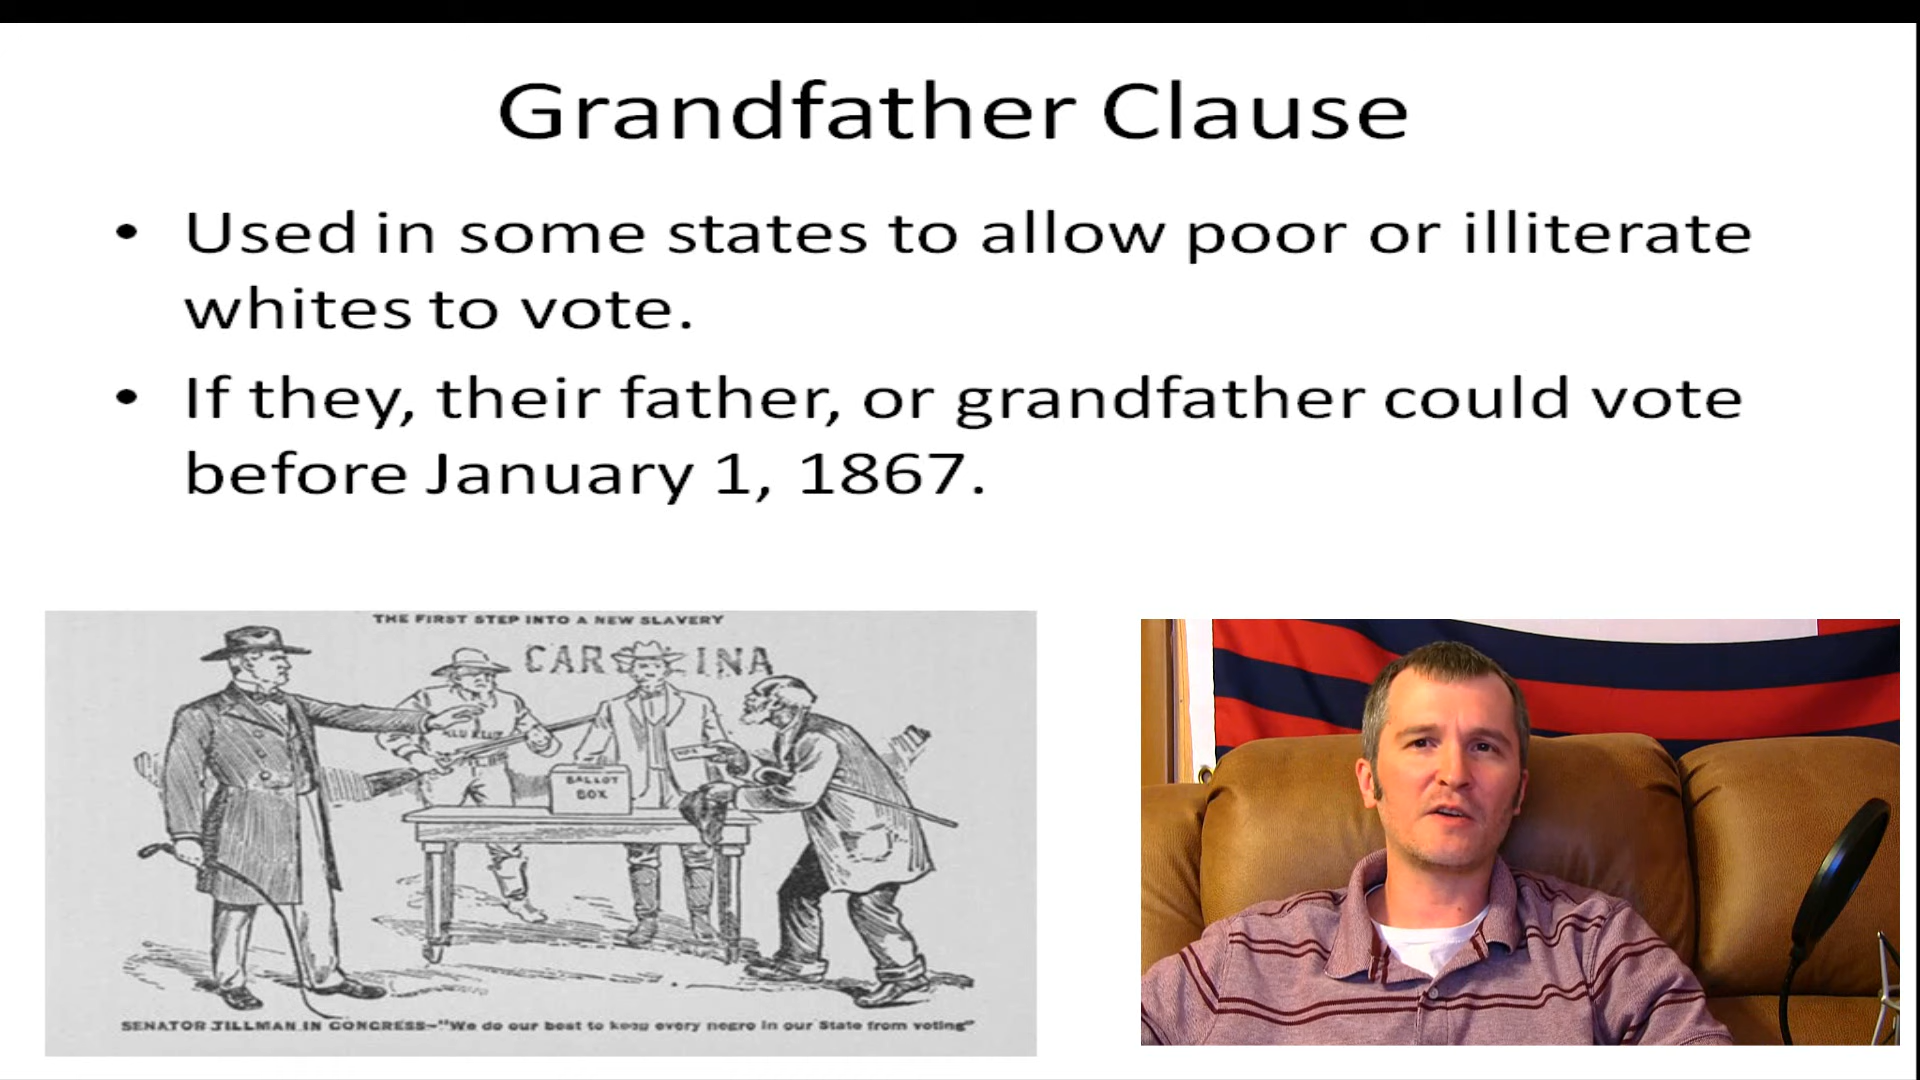 Grandfather Clause
• Used in some states to allow poor or illiterate
whites to vote.
• If they, their father, or grandfather could vote
before January 1, 1867.
THE FIRST STEP INTO A NEW SLAVERY
CAR INA
KLU KLUX
BALLOT
BOX
SENATOR TILLMAN IN CONGRESS—"We do our best to keep every negro in our State from voting"